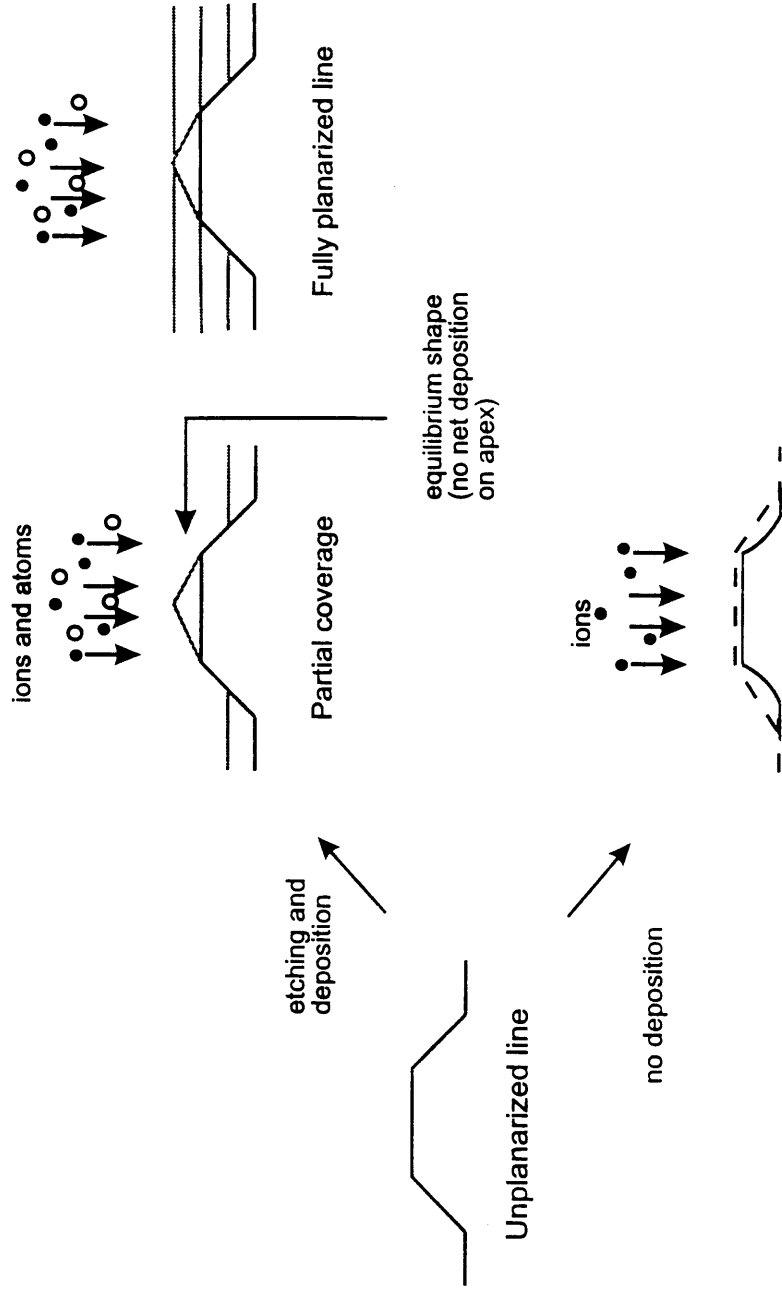 ions and atoms
Partial coverage
Fully planarized line
etching and
deposition
equilibrium shape
(no net deposition
on apex)
Unplanarized line
no deposition
ions